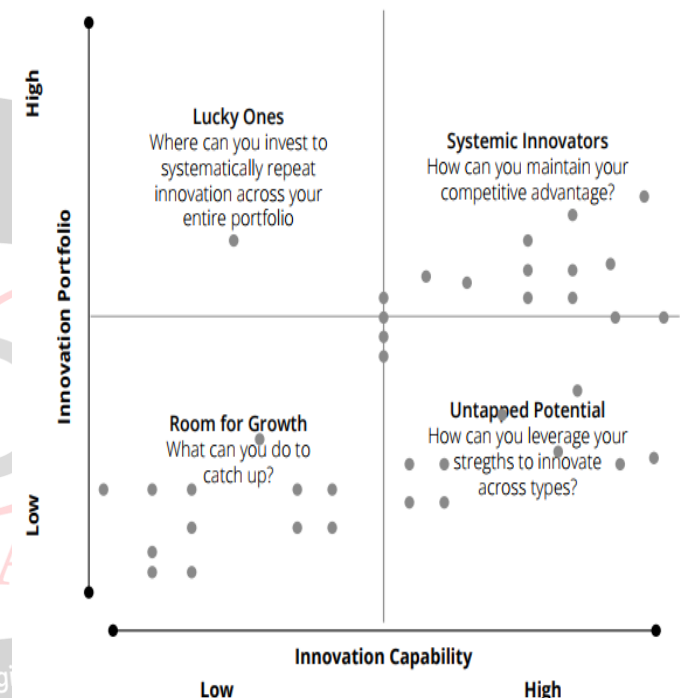 High
Lucky Ones
Where can you invest to
systematically repeat
innovation across your
entire portfolio
Systemic Innovators
How can you maintain your
competitive advantage?
Innovation Portfolio
Room for Growth
What can you do to
catch up?
Untapped Potential
How can you leverage your
stregths to innovate
across types?
Low
Innovation Capability
Low
High